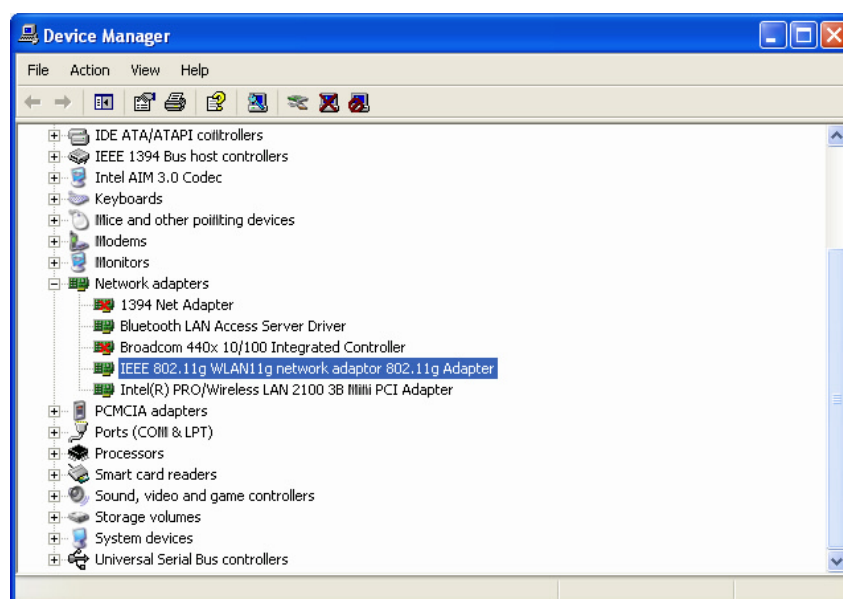 Device Manager
File Action View Help
IDE ATA/ATAPI controllers
IEEE 1394 Bus host controllers
Intel AIM 3.0 Codec
Keyboards
Mice and other pointing devices
Modems
Monitors
Network adapters
1394 Net Adapter
Bluetooth LAN Access Server Driver
Broadcom 440x 10/100 Integrated Controller
IEEE 802.11g WLAN11g network adaptor 802.11g Adapter
Intel(R) PRO/Wireless LAN 2100 3B Mini PCI Adapter
PCMCIA adapters
Ports (COM & LPT)
Processors
Smart card readers
Sound, video and game controllers
Storage volumes
System devices
Universal Serial Bus controllers